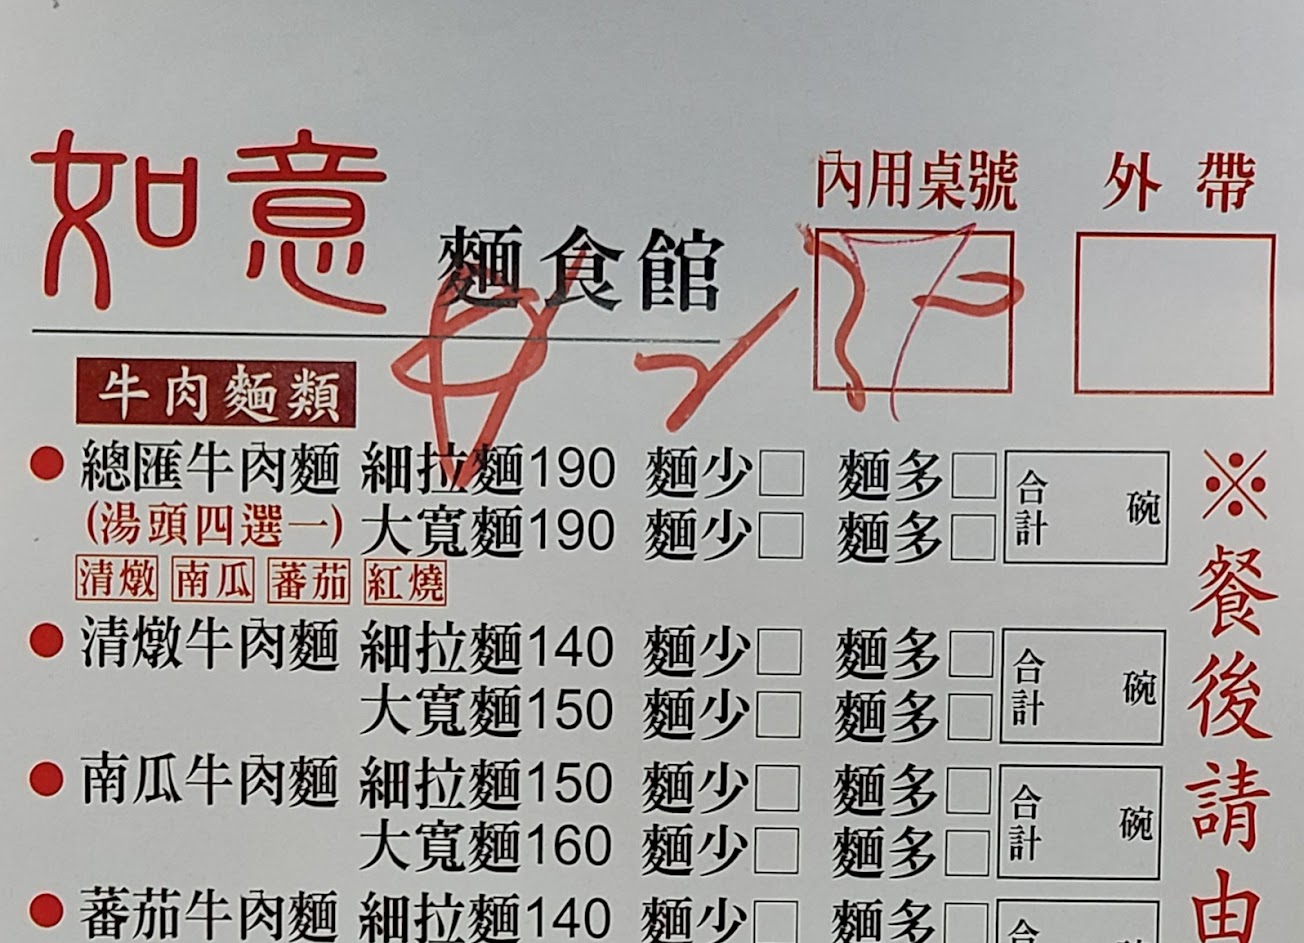 如意 麵食館
內用桌號 外帶
7
牛肉麵類
總匯牛肉麵 細拉麵190 麵少□ 麵多□ 合計 碗
(湯頭四選一) 大寬麵190 麵少□ 麵多□
清燉 南瓜 蕃茄 紅燒
清燉牛肉麵 細拉麵140 麵少□ 麵多□ 合計 碗
大寬麵150 麵少□ 麵多□
南瓜牛肉麵 細拉麵150 麵少□ 麵多□ 合計 碗
大寬麵160 麵少□ 麵多□
蕃茄牛肉麵 細拉麵140 麵少□ 麵多□ 合
※餐後請由